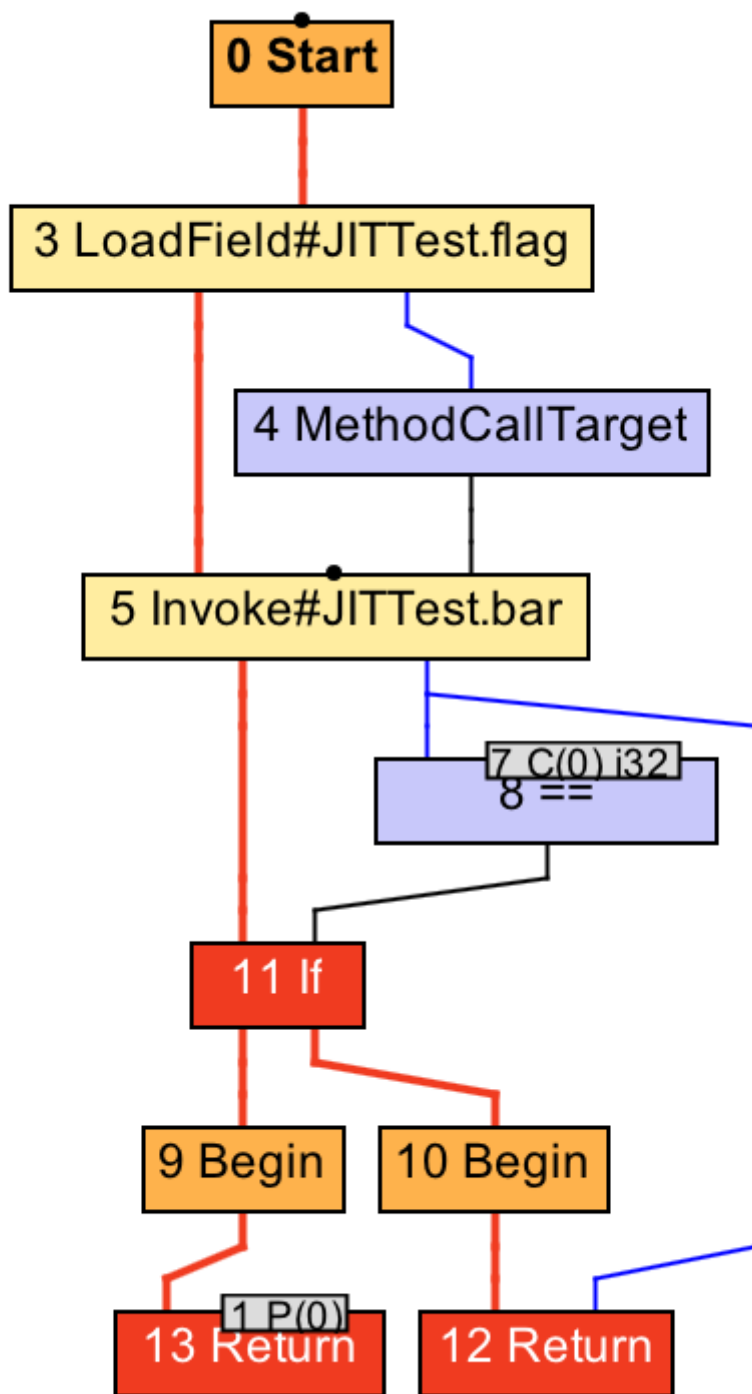 0 Start
3 LoadField#JITTest.flag
4 MethodCallTarget
5 Invoke#JITTest.bar
7 C(0) i32
8 ==
11 If
9 Begin
10 Begin
1 P(0)
13 Return
12 Return